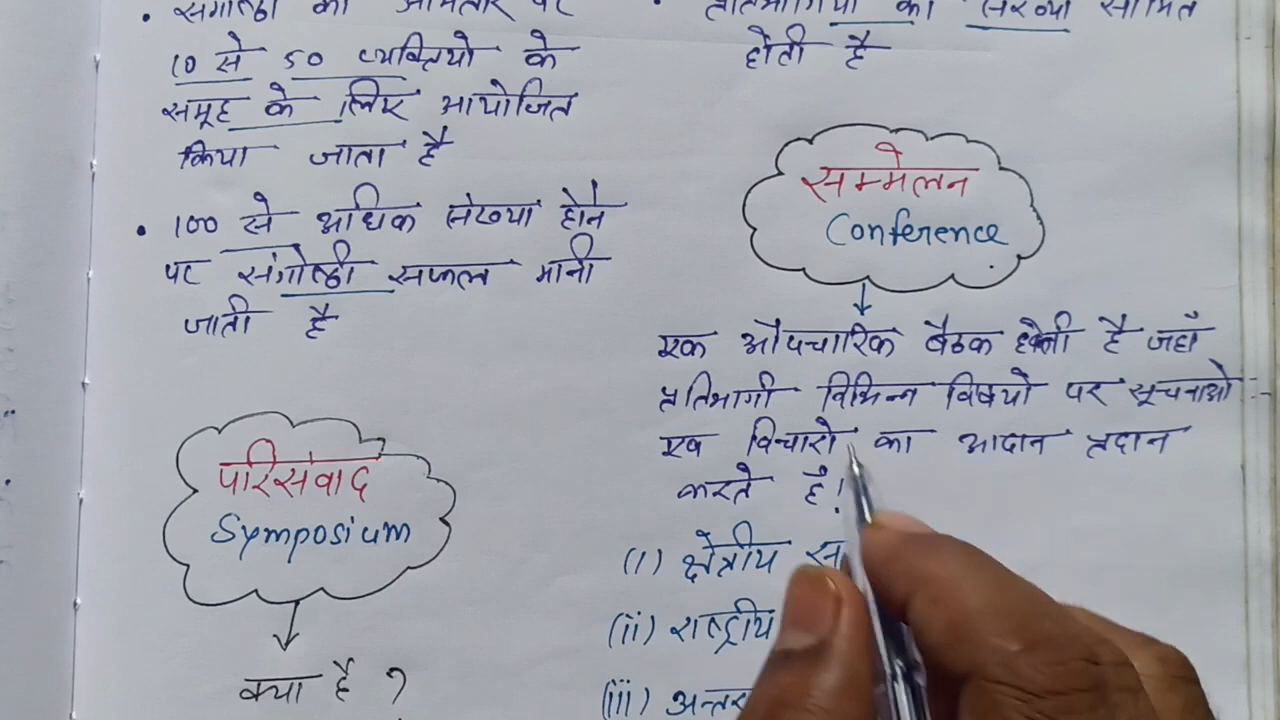 10 से 50 व्यक्तियो के
समूह के लिए आयोजित
किया जाता है
• 100 से अधिक संख्या होने
पर संगोष्ठी सफल मानी
जाती है
परिसंवाद
Symposium
क्या है ?
संख्या सीमित
होती है
सम्मेलन
Conference
एक औपचारिक बैठक होती है जहाँ
प्रतिभागी विभिन्न विषयो पर सूचनाओ
एव विचारो का आदान प्रदान
करते है!
(i) क्षेत्रीय
(ii) राष्ट्रीय
(iii)